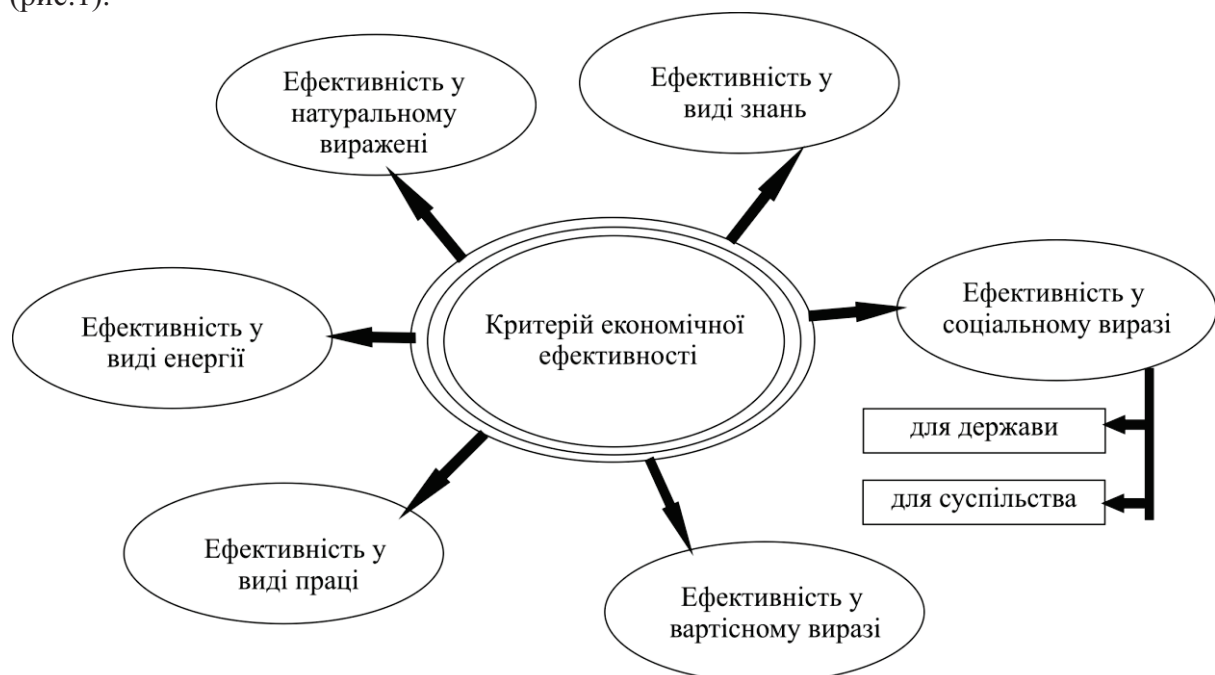 (рис.1).
Ефективність у
натуральному
виражені
Ефективність у
виді знань
Ефективність у
виді енергії
Критерій економічної
ефективності
Ефективність у
соціальному виразі
для держави
для суспільства
Ефективність у
виді праці
Ефективність у
вартісному виразі